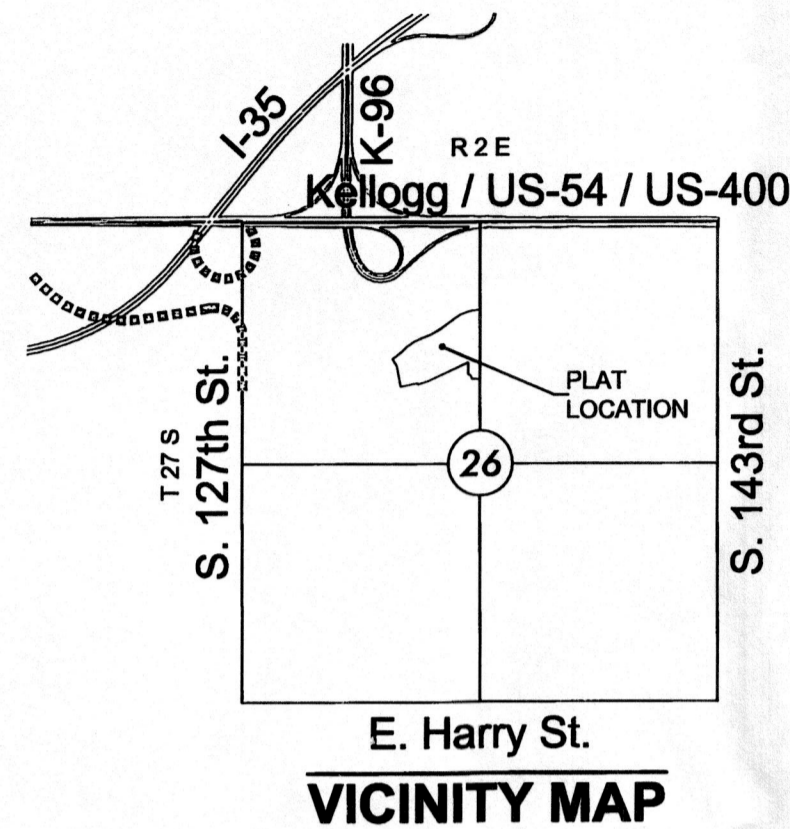 I-35
K-96
R 2 E
Kellogg / US-54 / US-400
PLAT
LOCATION
T 27 S
S. 127th St.
26
S. 143rd St.
E. Harry St.
VICINITY MAP